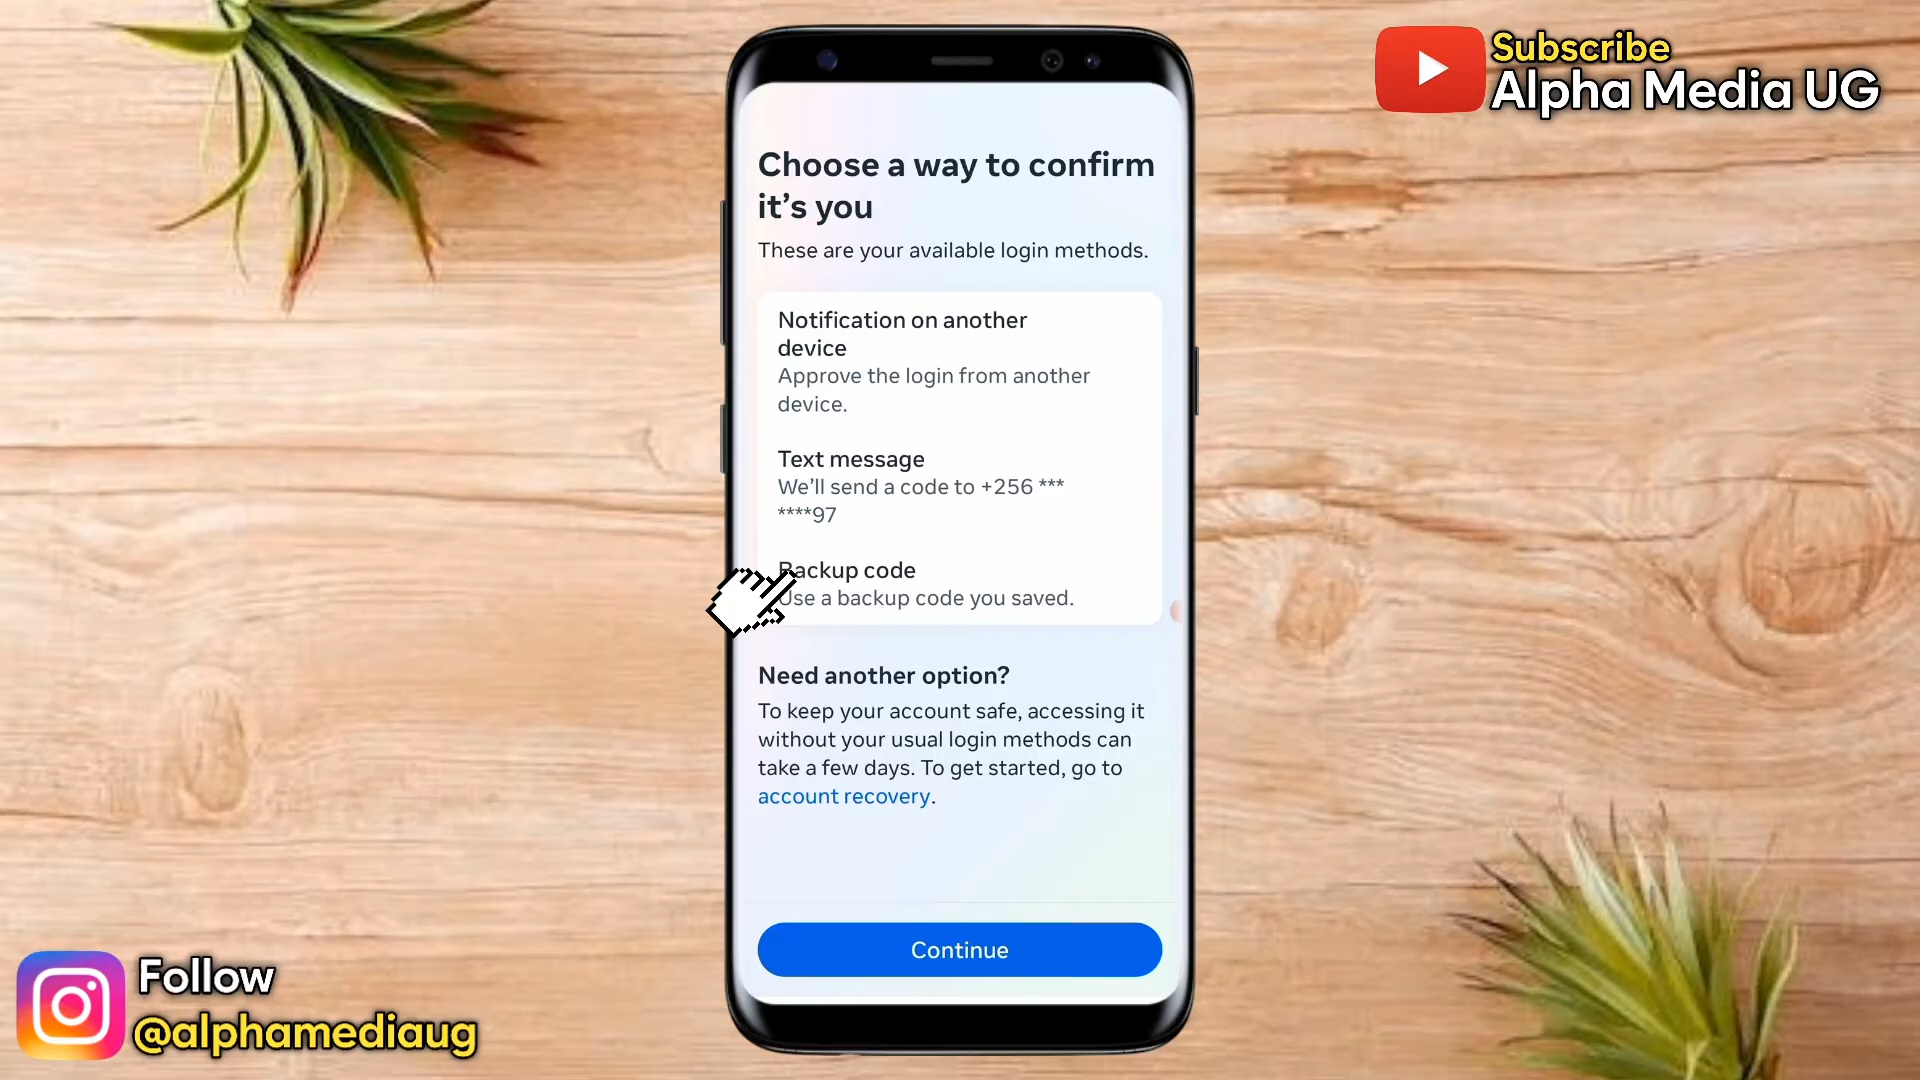 Subscribe
Alpha Media UG
Choose a way to confirm
it's you
These are your available login methods.
Notification on another
device
Approve the login from another
device.
Text message
We'll send a code to +256 ***
****97
Backup code
Use a backup code you saved.
Need another option?
To keep your account safe, accessing it
without your usual login methods can
take a few days. To get started, go to
account recovery.
Continue
Follow
@alphamediaug